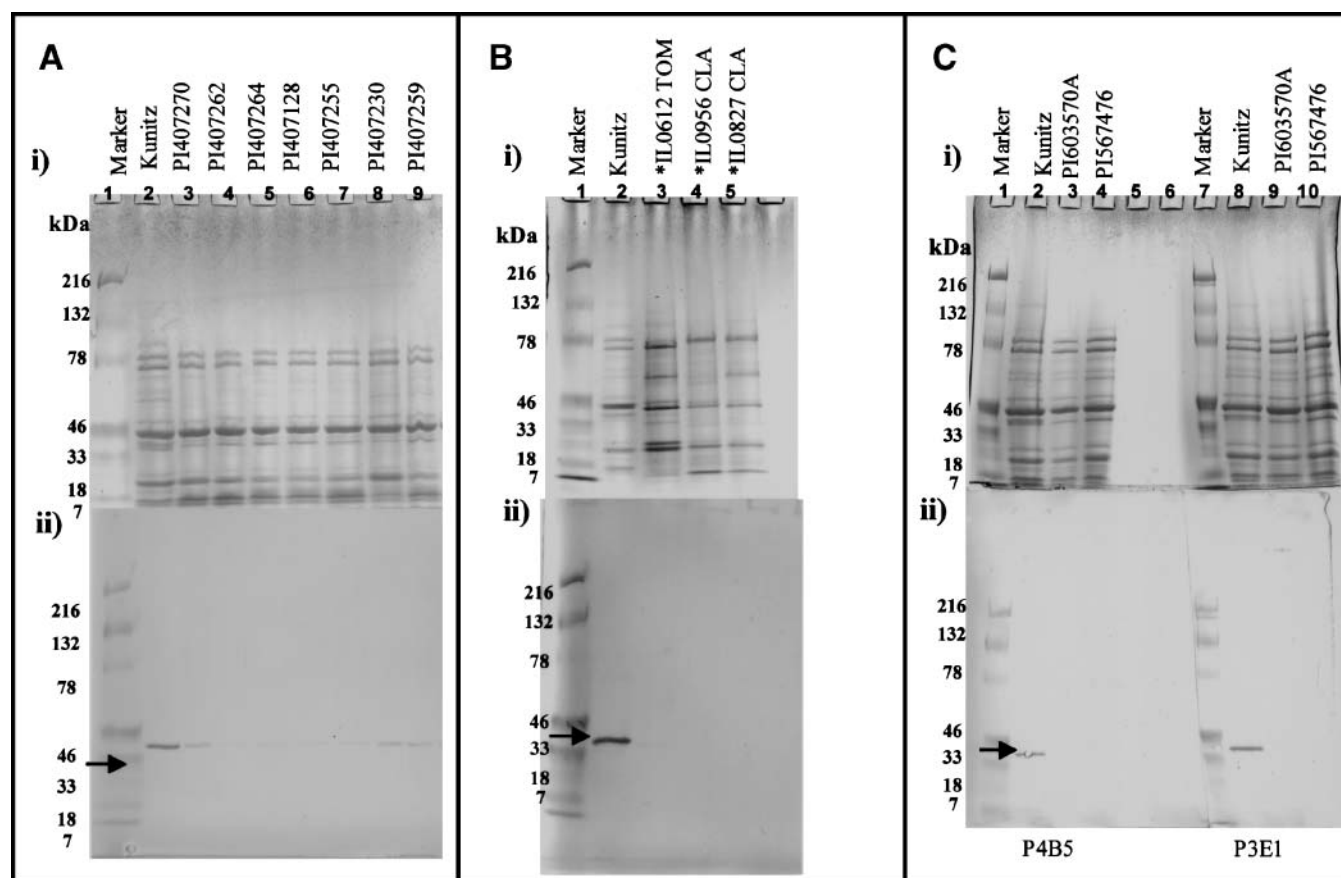 A
i)
Marker
Kunitz
PI407270
PI407262
PI407264
PI407128
PI407255
PI407230
PI407259
1 2 3 4 5 6 7 8 9
kDa
216
132
78
46
33
18
7
ii)
216
132
78
46
33
18
7
B
i)
Marker
Kunitz
*IL0612 TOM
*IL0956 CLA
*IL0827 CLA
1 2 3 4 5
kDa
216
132
78
46
33
18
7
ii)
216
132
78
46
33
18
7
C
i)
Marker
Kunitz
PI603570A
PI567476
Marker
Kunitz
PI603570A
PI567476
1 2 3 4 5 6 7 8 9 10
kDa
216
132
78
46
33
18
7
ii)
216
132
78
46
33
18
7
P4B5 P3E1